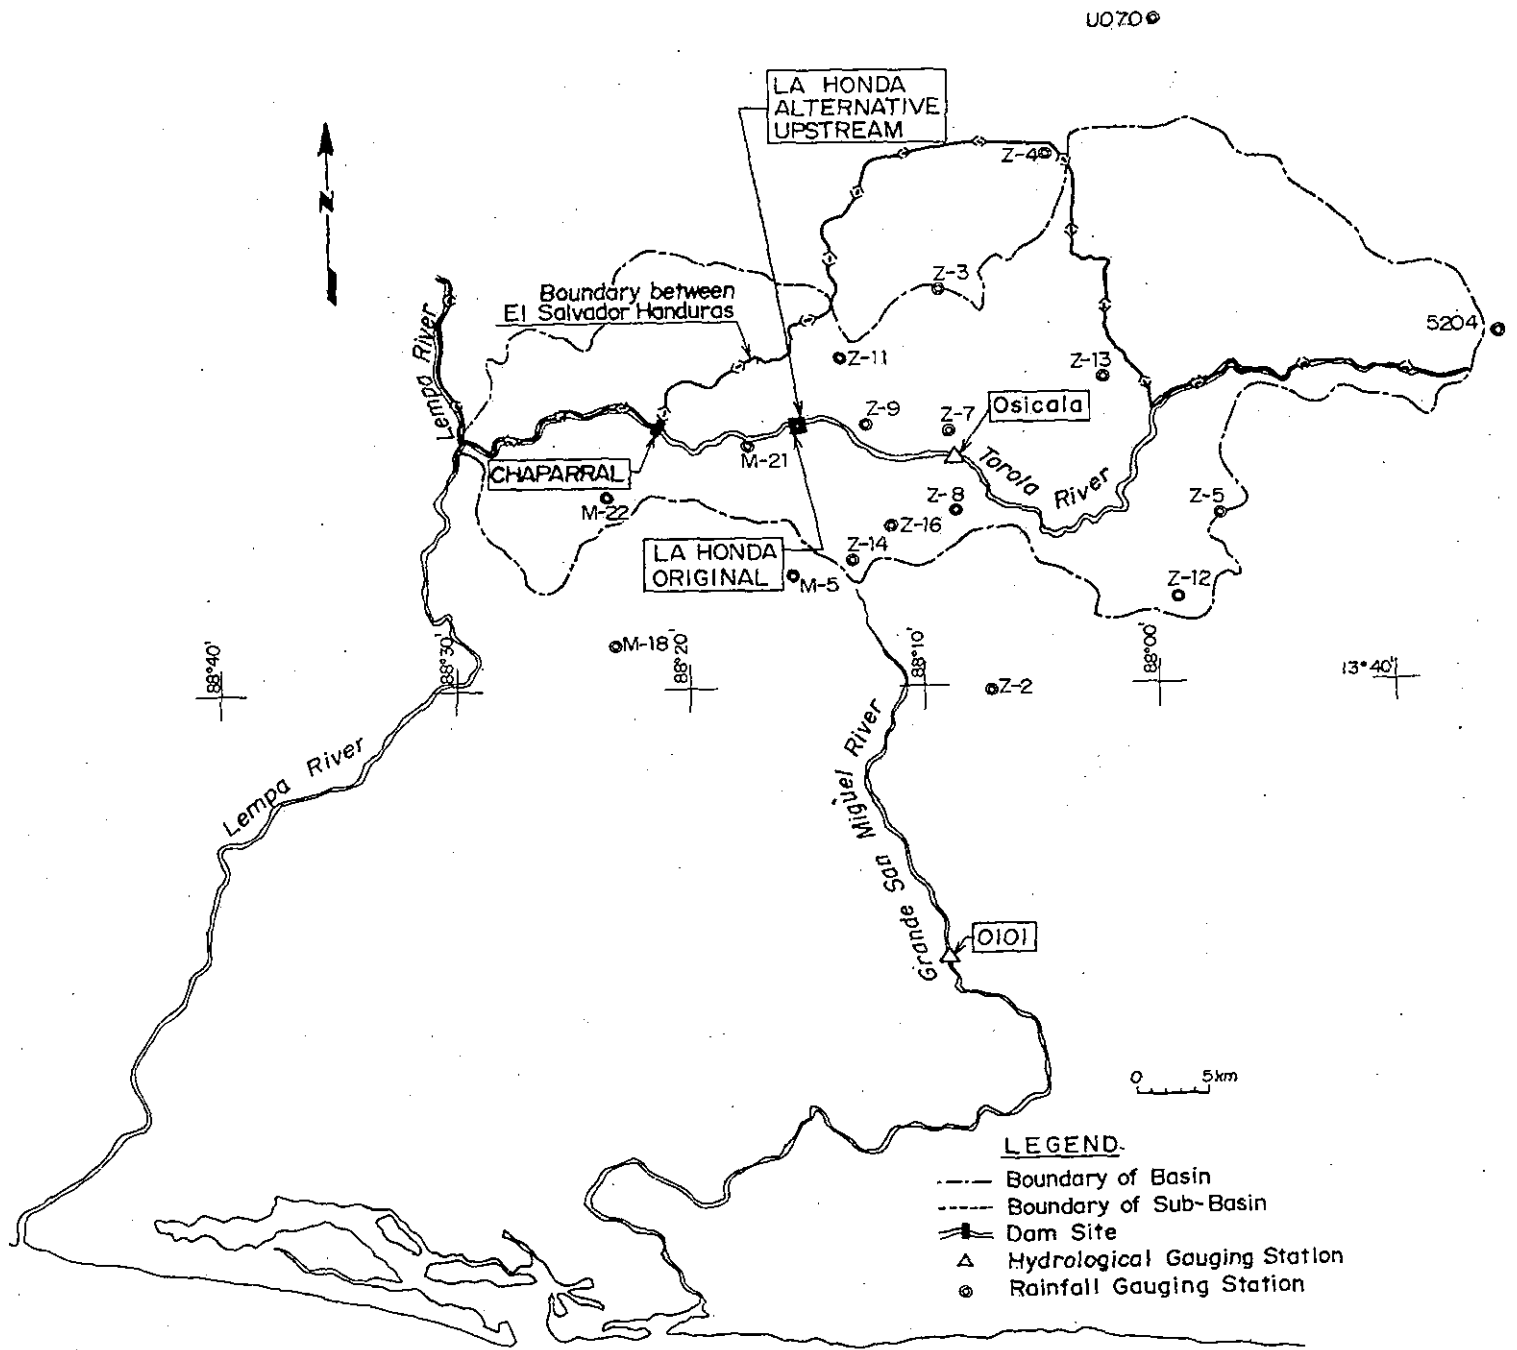 U070
LA HONDA
ALTERNATIVE
UPSTREAM
Z-4
N
Z-3
Boundary between
El Salvador Handuras
Lempa River
5204
Z-11
Z-13
Z-9
Z-7
Osicala
M-21
CHAPARRAL
Torola River
M-22
Z-8
Z-5
Z-16
LA HONDA
ORIGINAL
Z-14
M-5
Z-12
M-18
88°40'
88°30'
88°20'
88°10'
88°00'
13°40'
Z-2
Lempa River
Grande San Miguel River
0101
0 5km
LEGEND
Boundary of Basin
Boundary of Sub-Basin
Dam Site
Hydrological Gauging Station
Rainfall Gauging Station